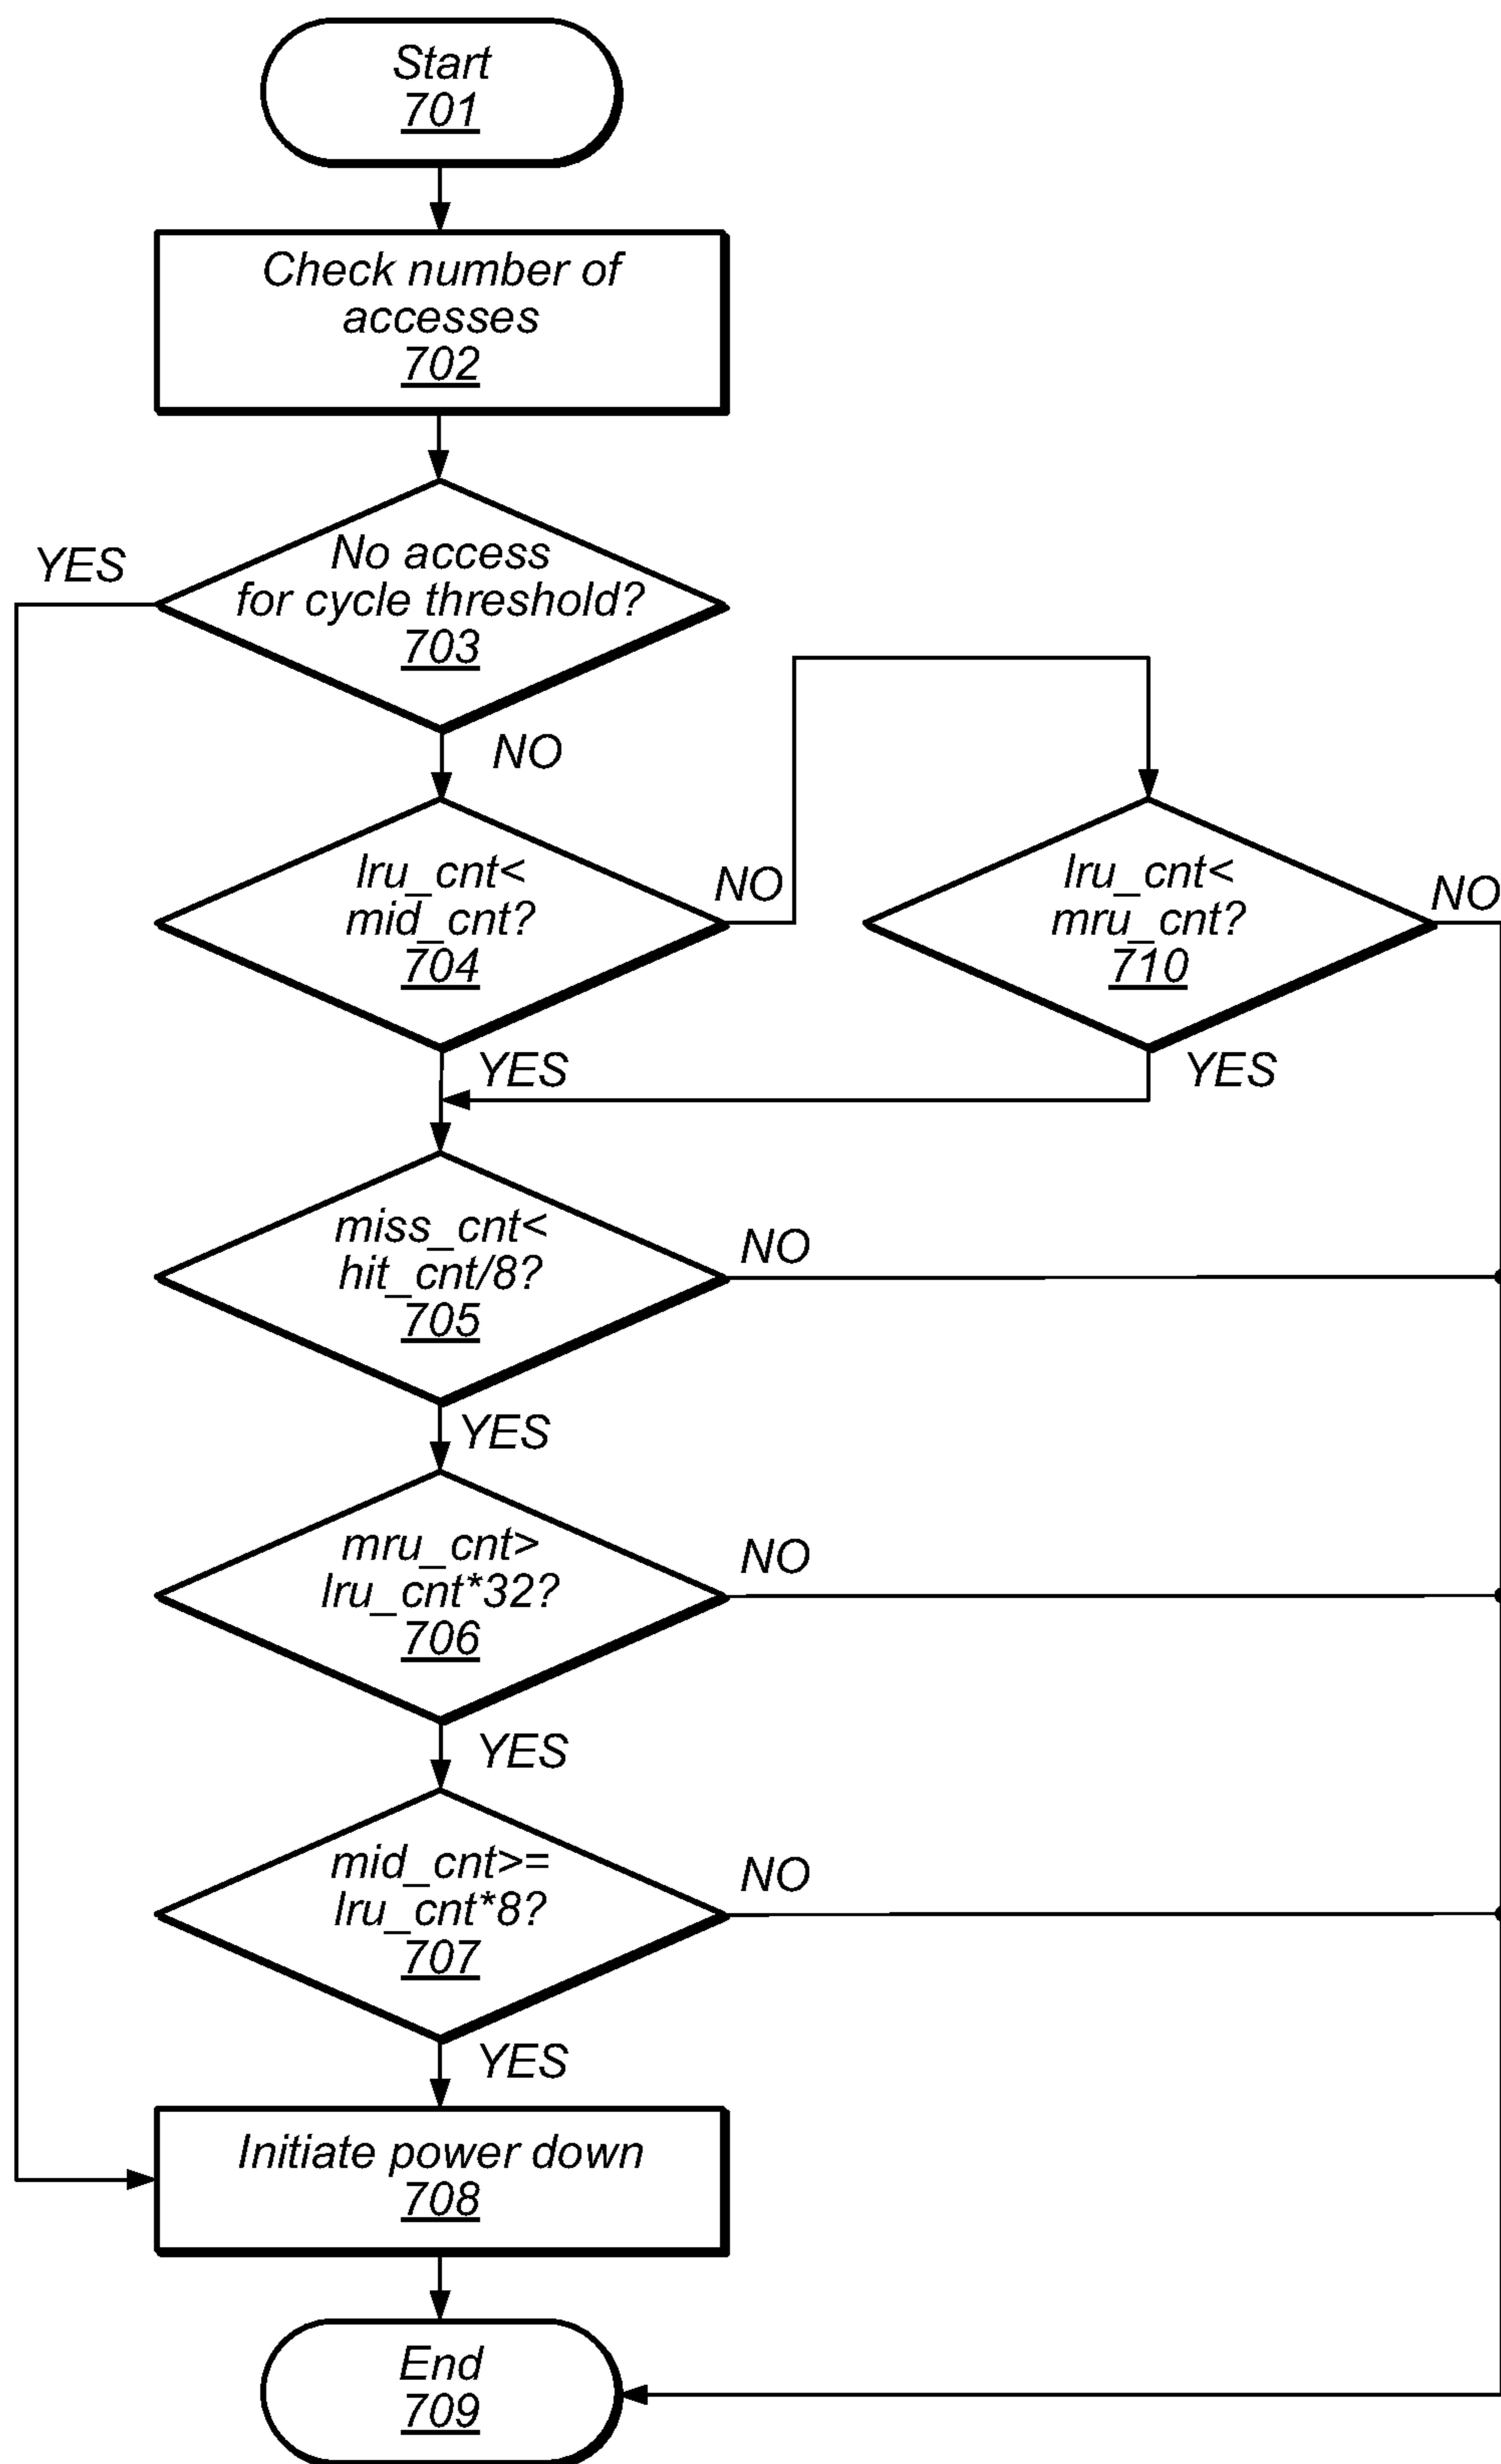 Start
701
Check number of
accesses
702
YES
No access
for cycle threshold?
703
NO
lru_cnt<
mid_cnt?
704
NO
lru_cnt<
mru_cnt?
710
NO
YES
YES
miss_cnt<
hit_cnt/8?
705
NO
YES
mru_cnt>
lru_cnt*32?
706
NO
YES
mid_cnt>=
lru_cnt*8?
707
NO
YES
Initiate power down
708
End
709